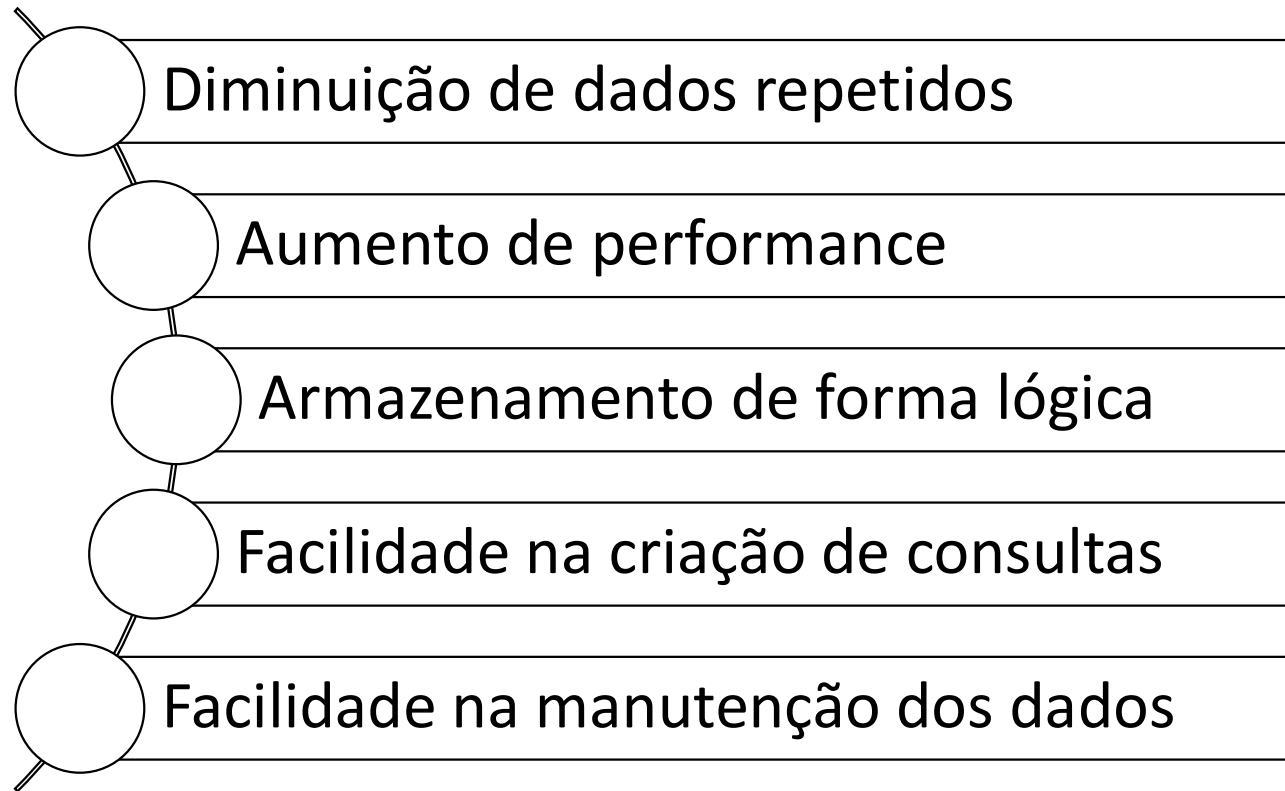 Diminuição de dados repetidos
Aumento de performance
Armazenamento de forma lógica
Facilidade na criação de consultas
Facilidade na manutenção dos dados